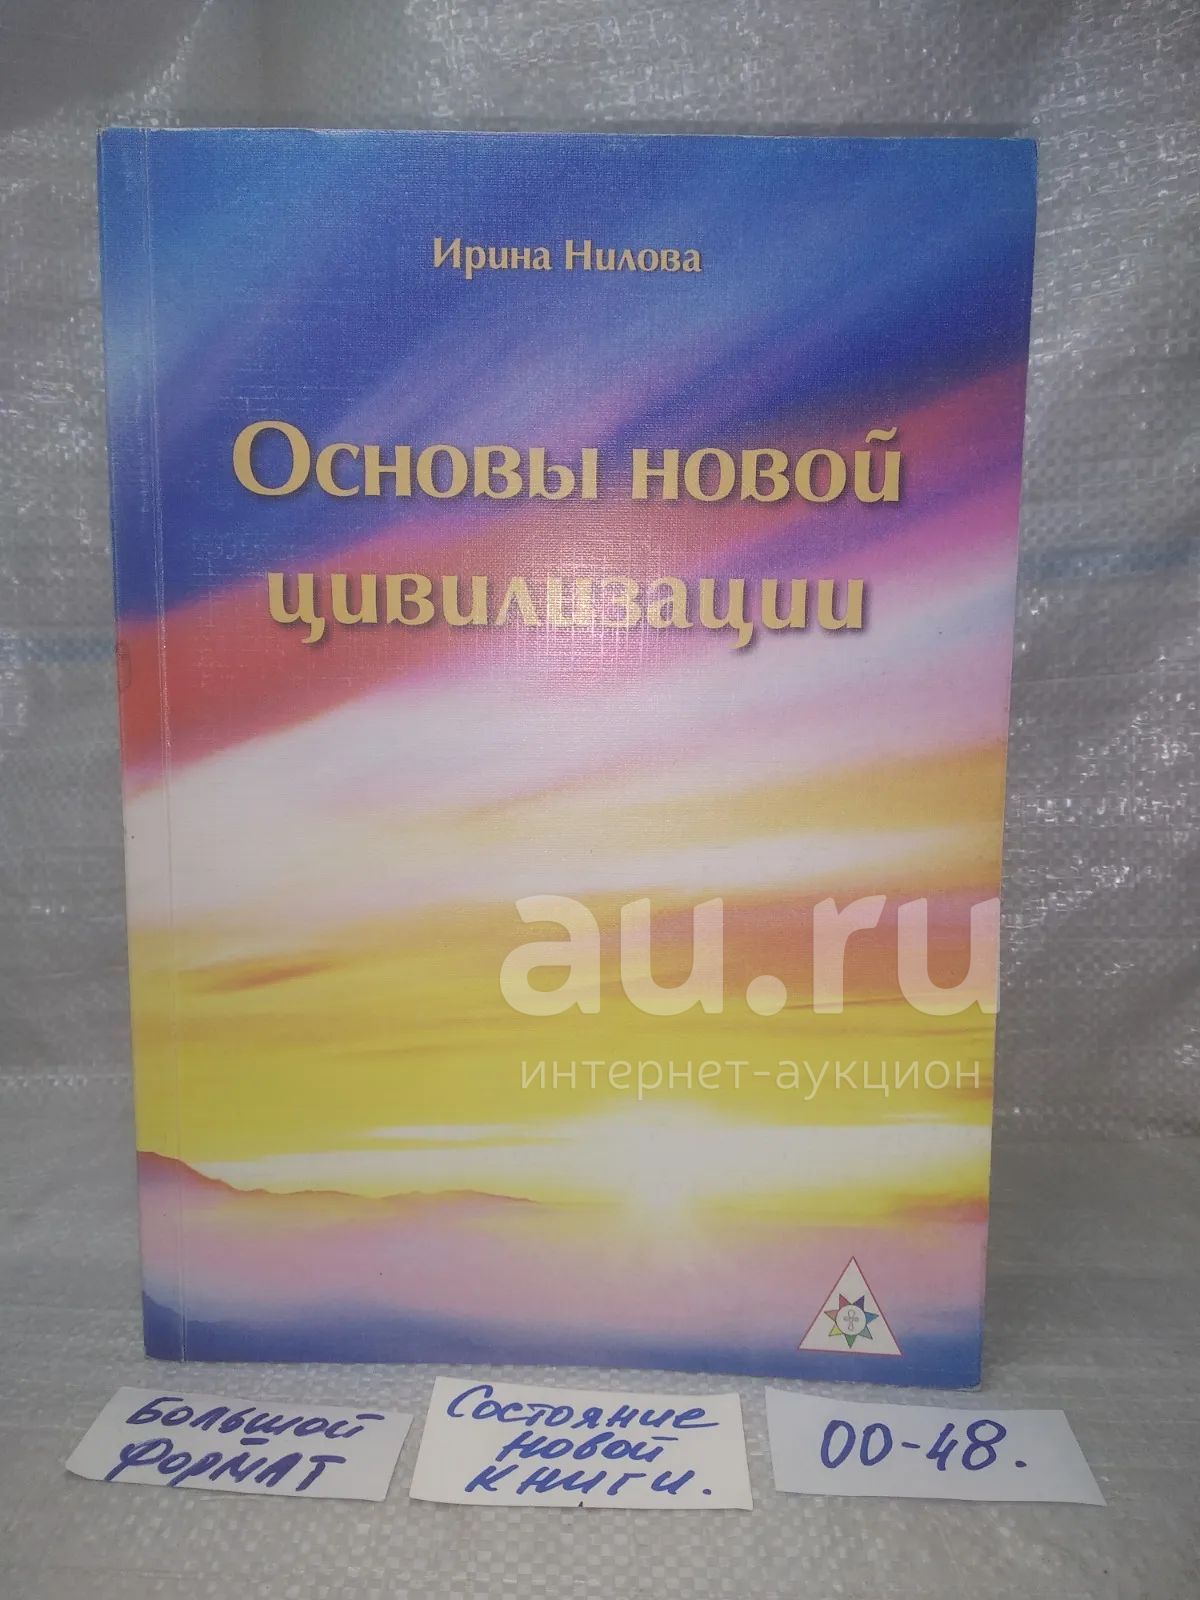 Ирина Нилова
Основы новой
цивилизации
au.ru
интернет-аукцион
Большой
формат
Состояние
новой
книги.
00-48.